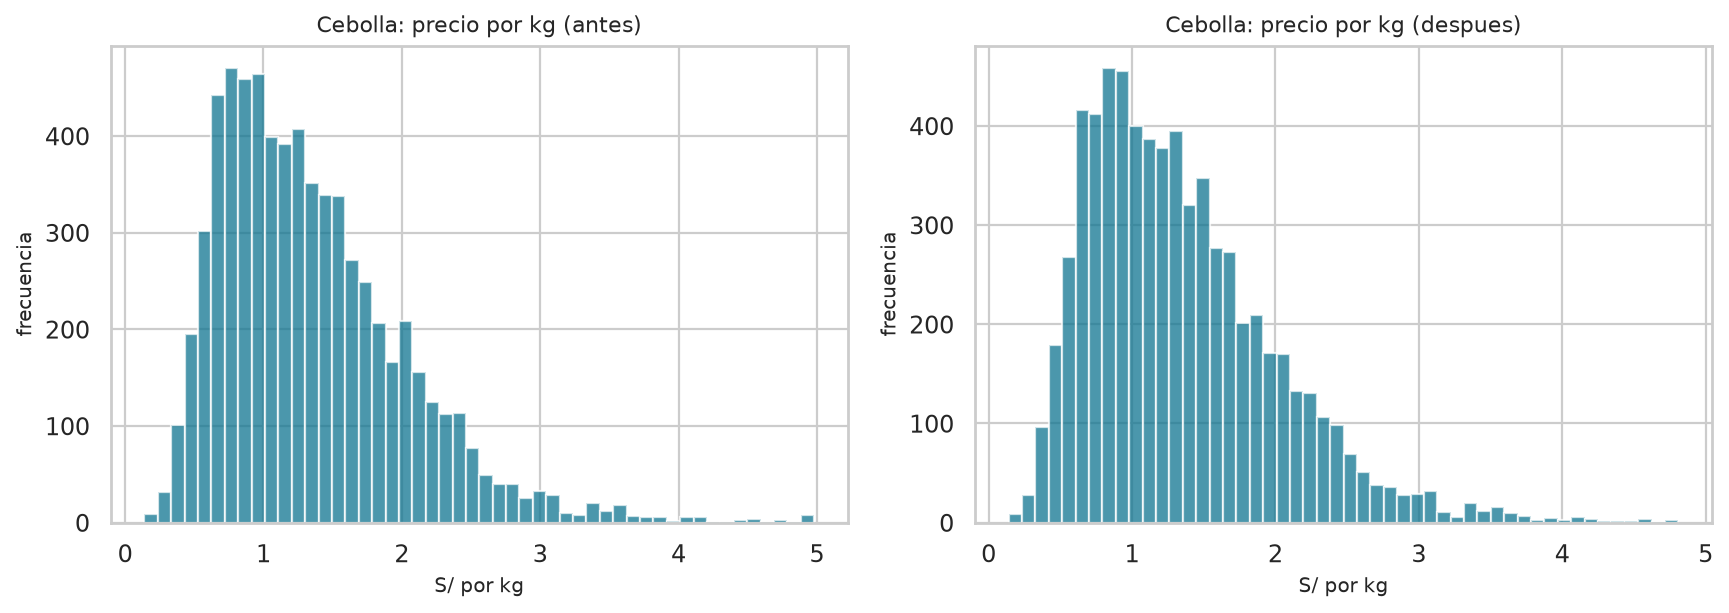 Cebolla: precio por kg (antes)
frecuencia
400
300
200
100
0
0 1 2 3 4 5
S/ por kg
Cebolla: precio por kg (despues)
frecuencia
400
300
200
100
0
0 1 2 3 4 5
S/ por kg